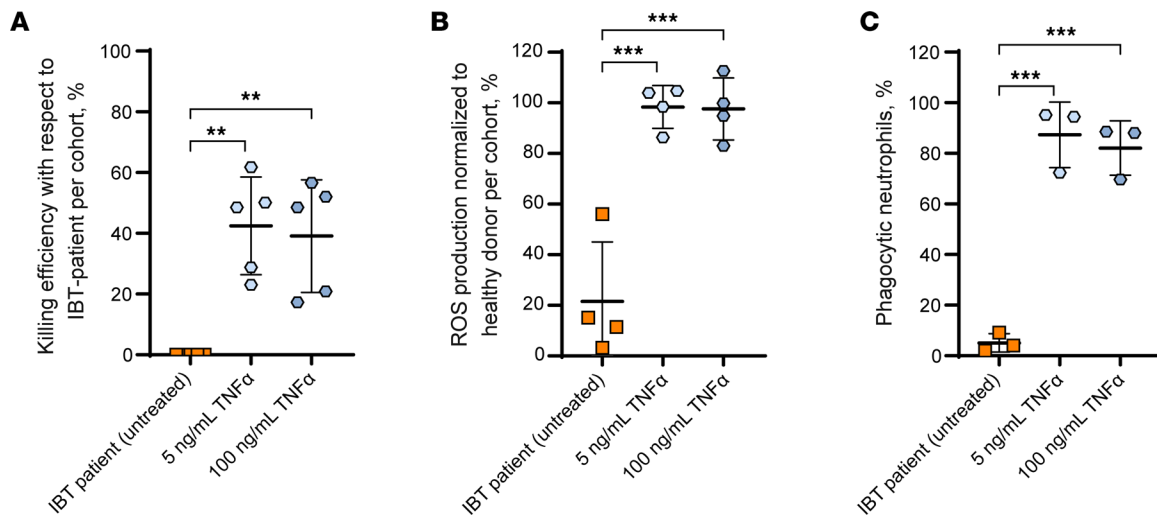 A
Killing efficiency with respect to
IBT-patient per cohort, %
100
80
60
40
20
0
**
**
IBT patient (untreated)
5 ng/mL TNFα
100 ng/mL TNFα
B
ROS production normalized to
healthy donor per cohort, %
120
100
80
60
40
20
0
***
***
IBT patient (untreated)
5 ng/mL TNFα
100 ng/mL TNFα
C
Phagocytic neutrophils, %
120
100
80
60
40
20
0
***
***
IBT patient (untreated)
5 ng/mL TNFα
100 ng/mL TNFα